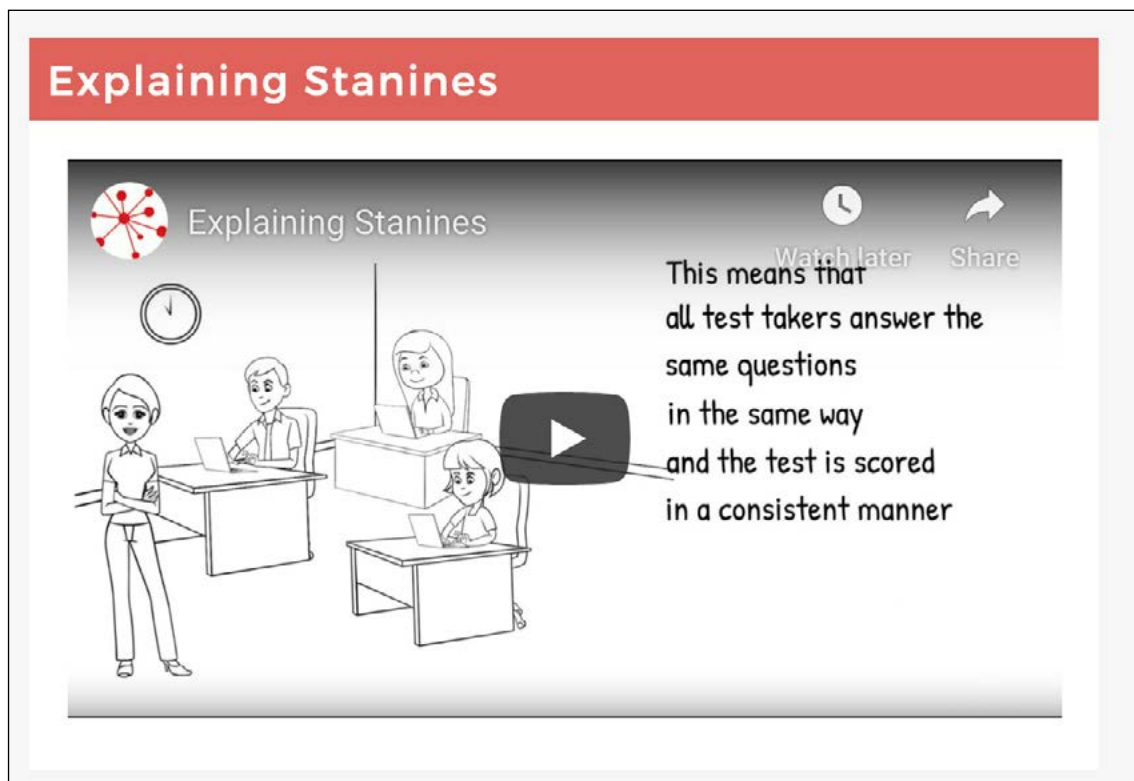 Explaining Stanines
Explaining Stanines
Watch later
Share
This means that
all test takers answer the
same questions
in the same way
and the test is scored
in a consistent manner